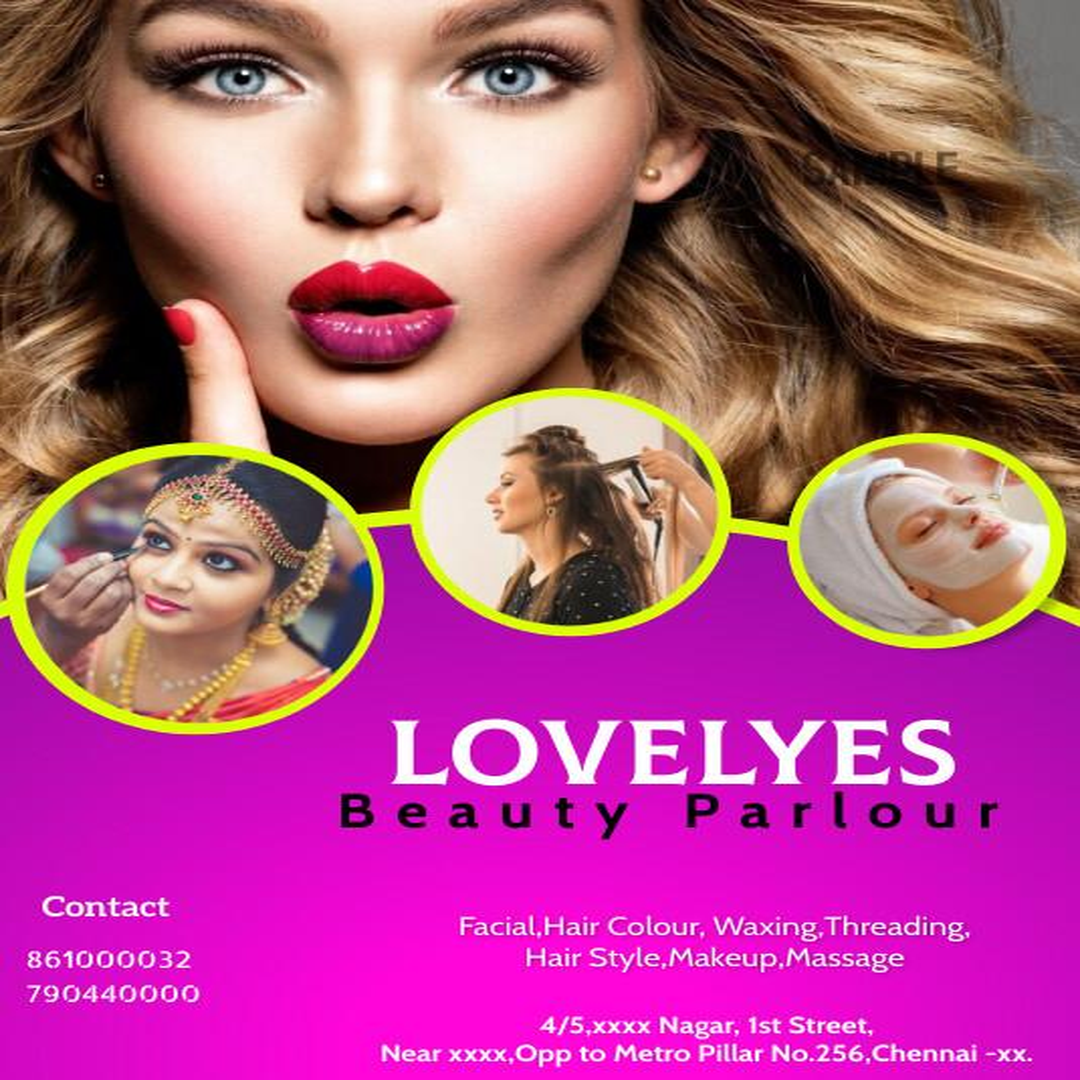 SAMPLE
LOVELYES
Beauty Parlour
Contact
861000032
790440000
Facial,Hair Colour, Waxing,Threading,
Hair Style,Makeup,Massage
4/5,xxxx Nagar, 1st Street,
Near xxxx,Opp to Metro Pillar No.256,Chennai -xx.